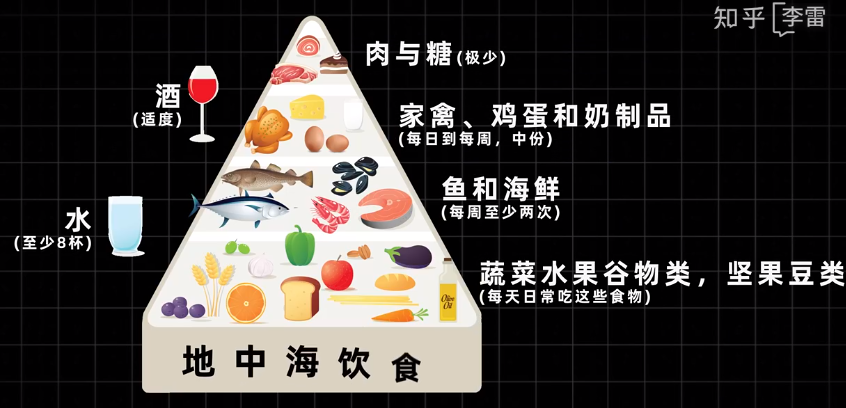 知乎 李雷
肉与糖(极少)
酒
(适度)
家禽、鸡蛋和奶制品
(每日到每周，中份)
鱼和海鲜
(每周至少两次)
水
(至少8杯)
蔬菜水果谷物类，坚果豆类
(每天日常吃这些食物)
Olive
Oil
地中海饮食